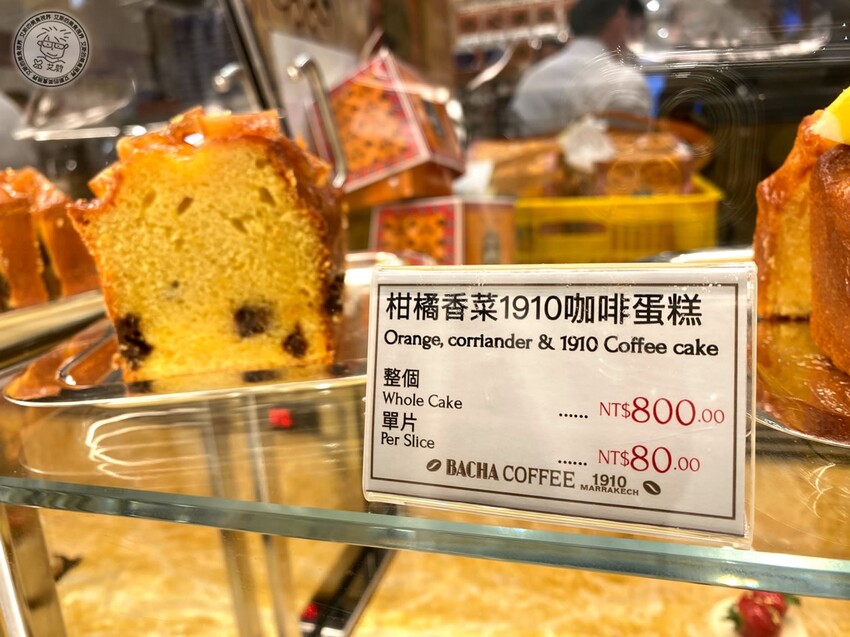 柑橘香菜1910咖啡蛋糕
Orange, corriander & 1910 Coffee cake
整個
Whole Cake ...... NT$800.00
單片
Per Slice ...... NT$80.00
BACHA COFFEE 1910 MARRAKECH